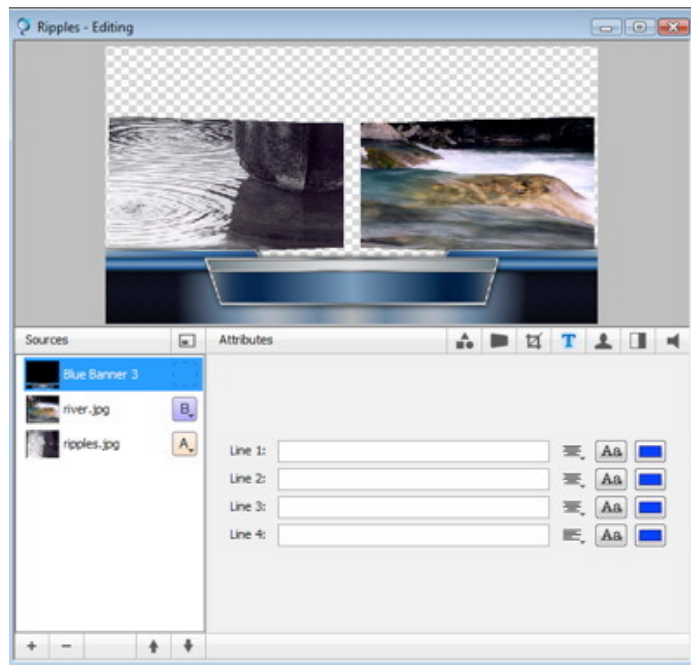 Ripples - Editing
Sources
Attributes
T
Blue Banner 3
river.jpg
B
ripples.jpg
A
Line 1:
Aa
Line 2:
Aa
Line 3:
Aa
Line 4:
Aa